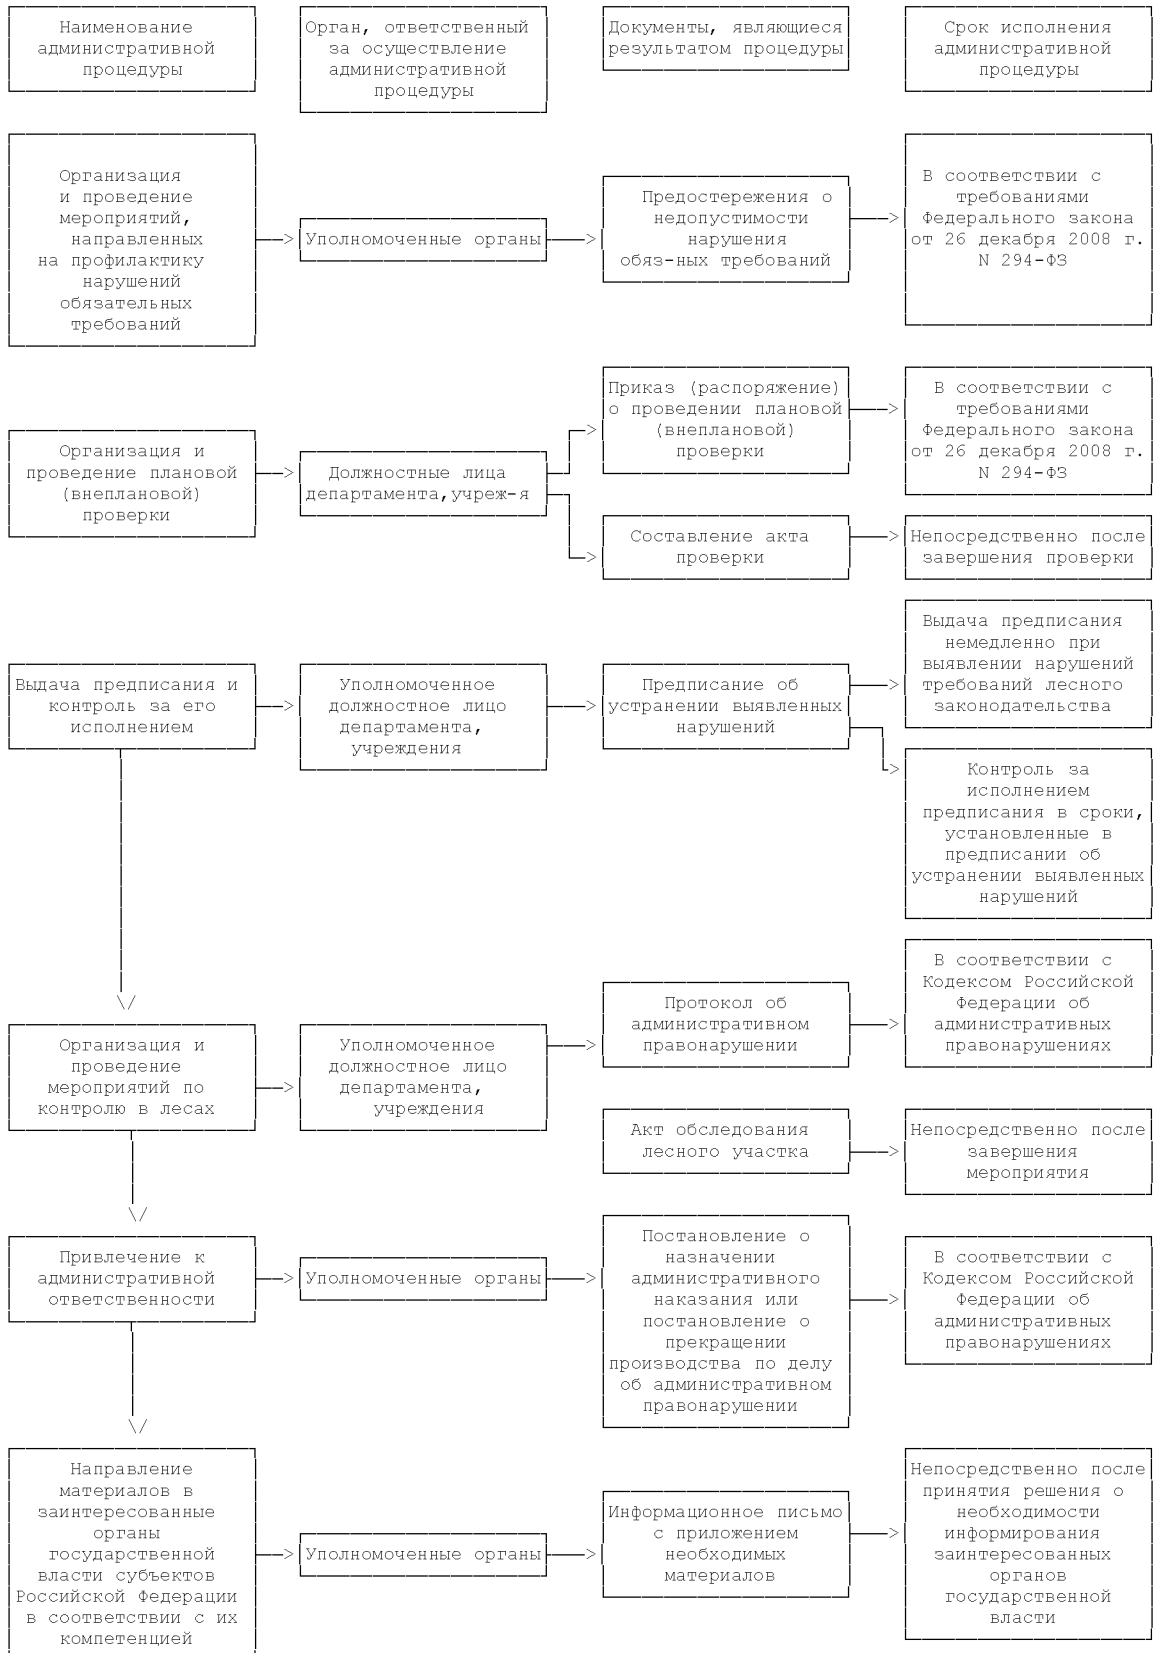 Наименование
административной
процедуры
Орган, ответственный
за осуществление
административной
процедуры
Документы, являющиеся
результатом процедуры
Срок исполнения
административной
процедуры
Организация
и проведение
мероприятий,
направленных
на профилактику
нарушений
обязательных
требований
Уполномоченные органы
Предостережения о
недопустимости
нарушения
обяз-ных требований
В соответствии с
требованиями
Федерального закона
от 26 декабря 2008 г.
N 294-ФЗ
Организация и
проведение плановой
(внеплановой)
проверки
Должностные лица
департамента,учреж-я
Приказ (распоряжение)
о проведении плановой
(внеплановой)
проверки
В соответствии с
требованиями
Федерального закона
от 26 декабря 2008 г.
N 294-ФЗ
Составление акта
проверки
Непосредственно после
завершения проверки
Выдача предписания и
контроль за его
исполнением
Уполномоченное
должностное лицо
департамента,
учреждения
Предписание об
устранении выявленных
нарушений
Выдача предписания
немедленно при
выявлении нарушений
требований лесного
законодательства
Контроль за
исполнением
предписания в сроки,
установленные в
предписании об
устранении выявленных
нарушений
Организация и
проведение
мероприятий по
контролю в лесах
Уполномоченное
должностное лицо
департамента,
учреждения
Протокол об
административном
правонарушении
В соответствии с
Кодексом Российской
Федерации об
административных
правонарушениях
Акт обследования
лесного участка
Непосредственно после
завершения
мероприятия
Привлечение к
административной
ответственности
Уполномоченные органы
Постановление о
назначении
административного
наказания или
постановление о
прекращении
производства по делу
об административном
правонарушении
В соответствии с
Кодексом Российской
Федерации об
административных
правонарушениях
Направление
материалов в
заинтересованные
органы
государственной
власти субъектов
Российской Федерации
в соответствии с их
компетенцией
Уполномоченные органы
Информационное письмо
с приложением
необходимых
материалов
Непосредственно после
принятия решения о
необходимости
информирования
заинтересованных
органов
государственной
власти